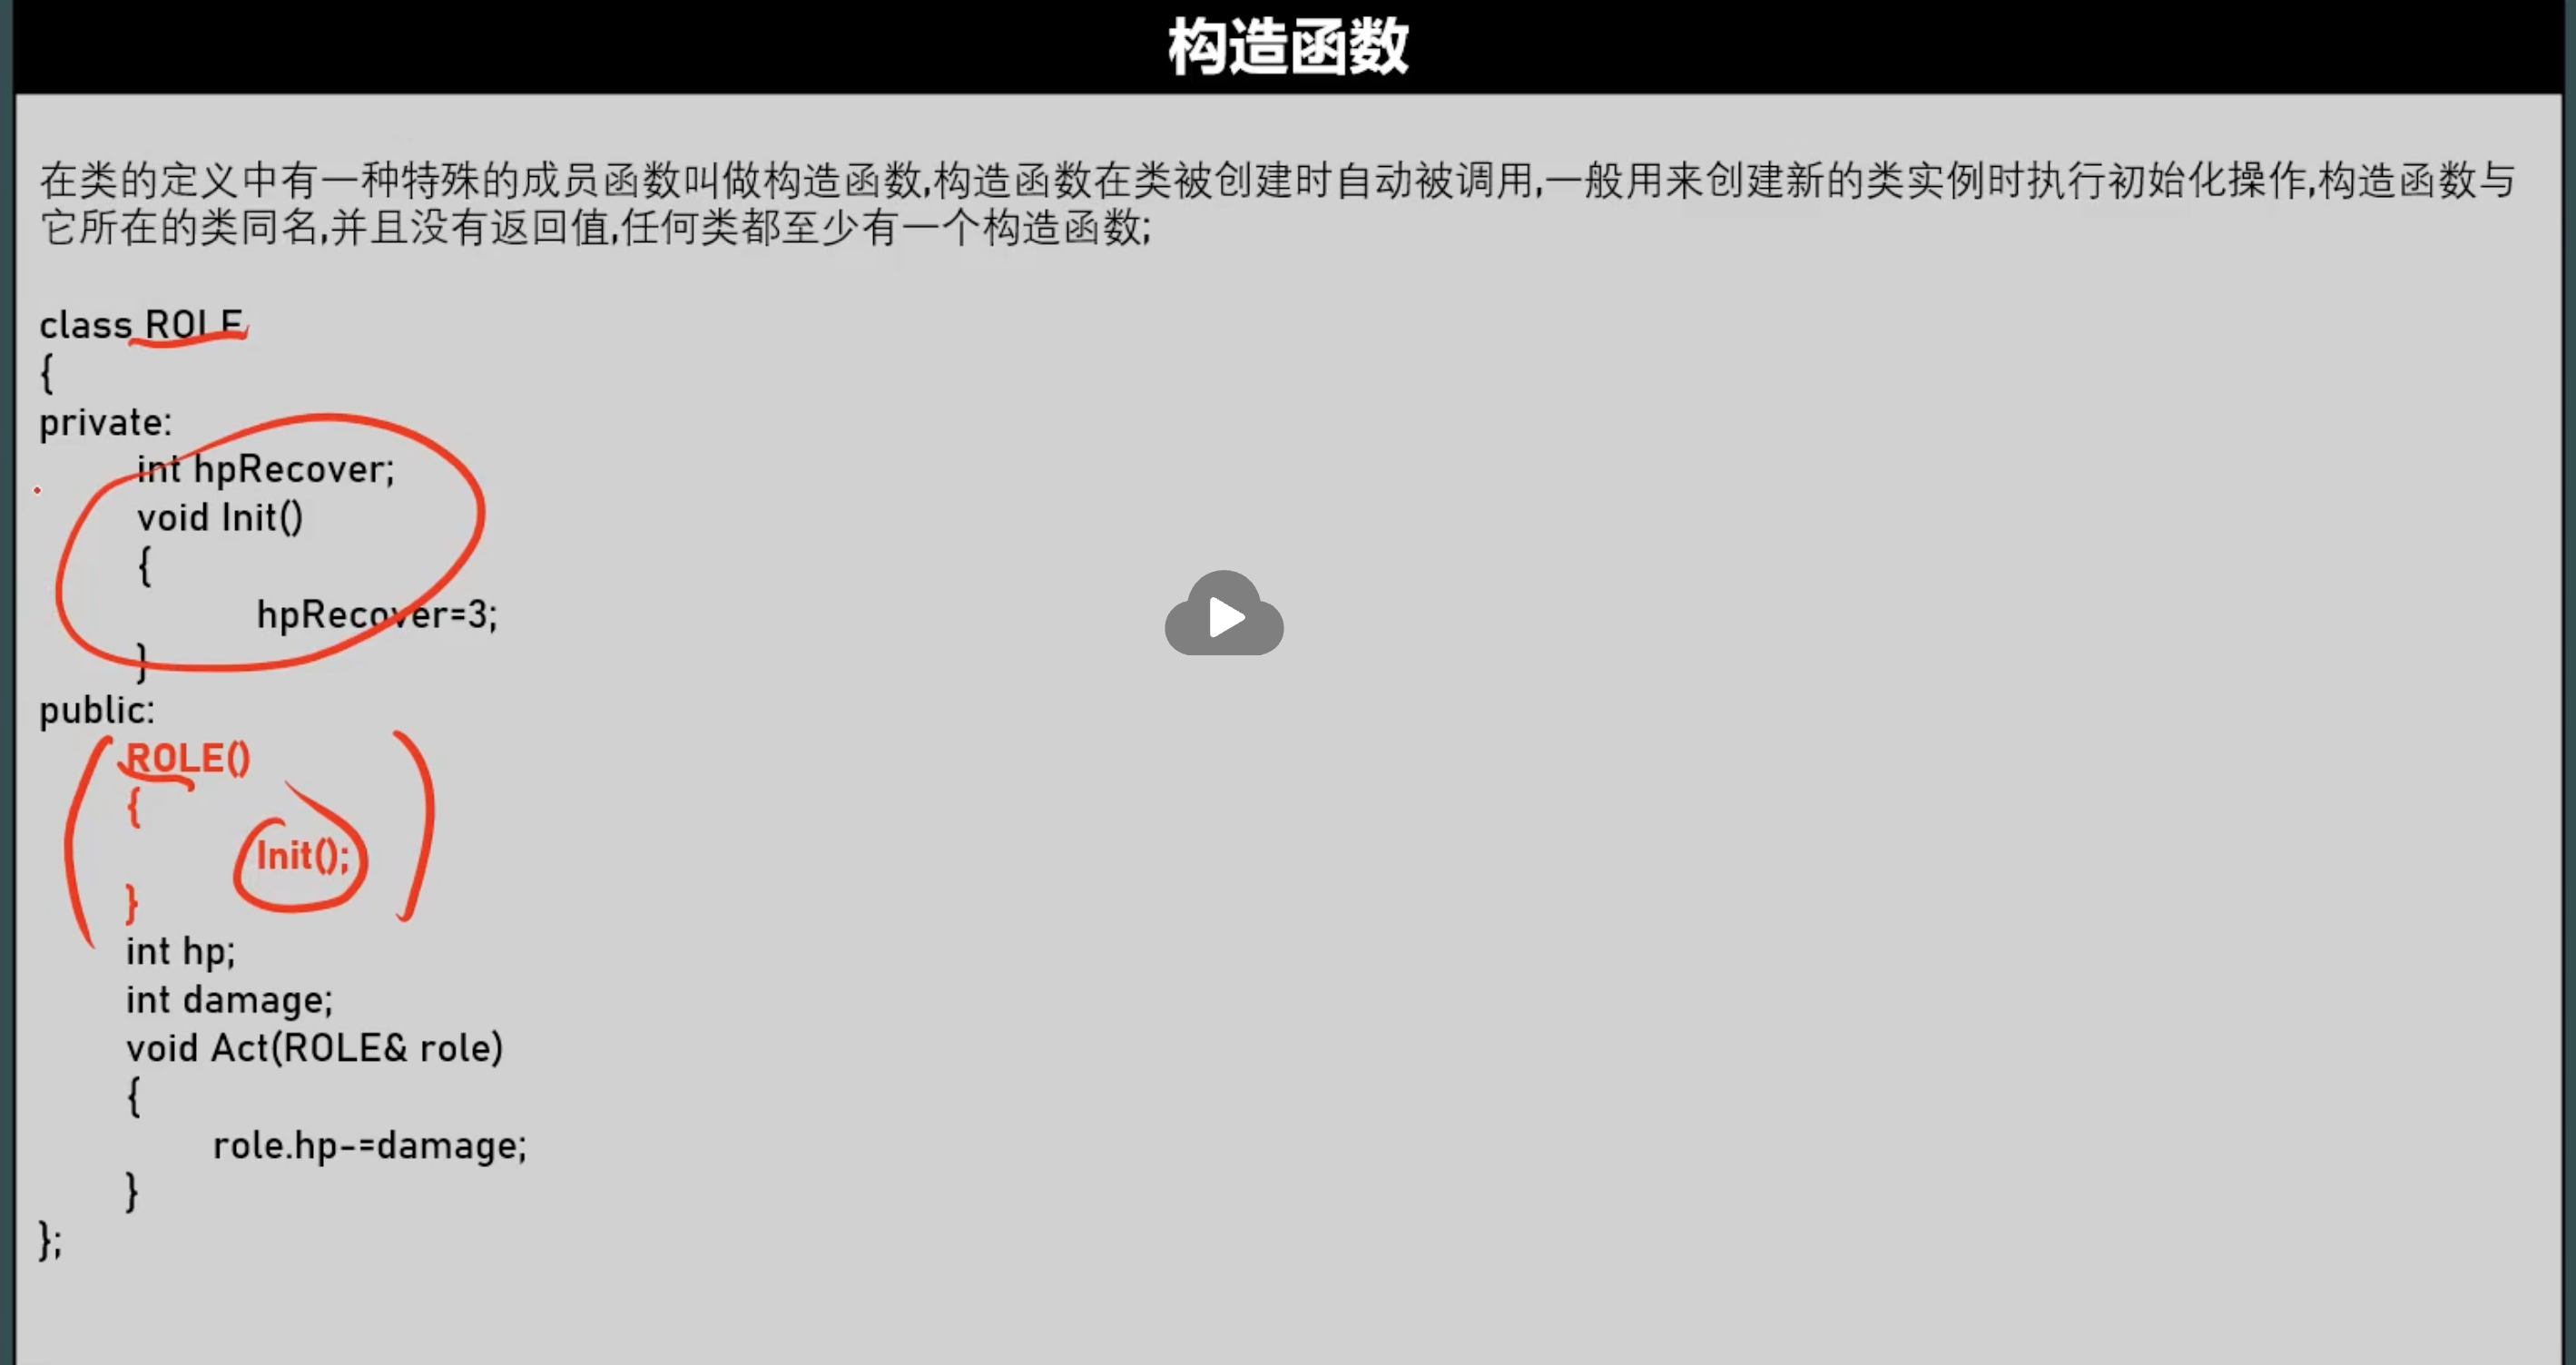 构造函数
在类的定义中有一种特殊的成员函数叫做构造函数,构造函数在类被创建时自动被调用,一般用来创建新的类实例时执行初始化操作,构造函数与
它所在的类同名,并且没有返回值,任何类都至少有一个构造函数;
class ROLE
{
private:
int hpRecover;
void Init()
{
hpRecover=3;
}
public:
ROLE()
{
Init();
}
int hp;
int damage;
void Act(ROLE& role)
{
role.hp-=damage;
}
};